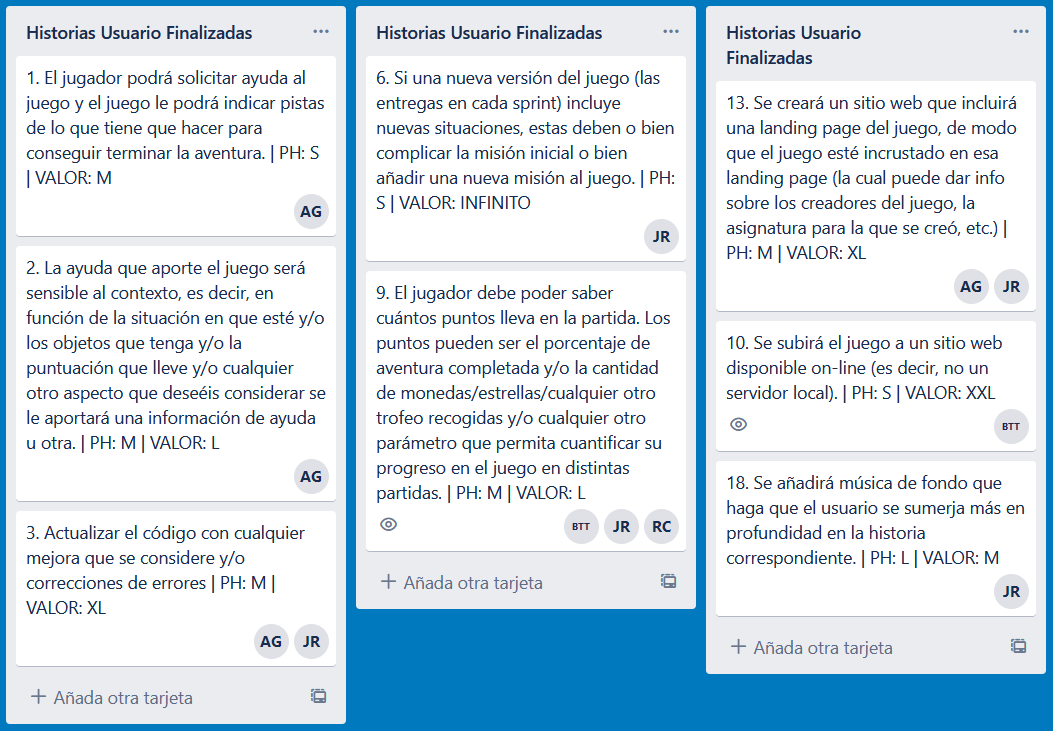 Historias Usuario Finalizadas
1. El jugador podrá solicitar ayuda al
juego y el juego le podrá indicar pistas
de lo que tiene que hacer para
conseguir terminar la aventura. | PH: S
| VALOR: M
AG
2. La ayuda que aporte el juego será
sensible al contexto, es decir, en
función de la situación en que esté y/o
los objetos que tenga y/o la
puntuación que lleve y/o cualquier
otro aspecto que deseéis considerar se
le aportará una información de ayuda
u otra. | PH: M | VALOR: L
AG
3. Actualizar el código con cualquier
mejora que se considere y/o
correcciones de errores | PH: M |
VALOR: XL
AG JR
+ Añada otra tarjeta
Historias Usuario Finalizadas
6. Si una nueva versión del juego (las
entregas en cada sprint) incluye
nuevas situaciones, estas deben o bien
complicar la misión inicial o bien
añadir una nueva misión al juego. | PH:
S | VALOR: INFINITO
JR
9. El jugador debe poder saber
cuántos puntos lleva en la partida. Los
puntos pueden ser el porcentaje de
aventura completada y/o la cantidad
de monedas/estrellas/cualquier otro
trofeo recogidas y/o cualquier otro
parámetro que permita cuantificar su
progreso en el juego en distintas
partidas. | PH: M | VALOR: L
BTT JR RC
+ Añada otra tarjeta
Historias Usuario
Finalizadas
13. Se creará un sitio web que incluirá
una landing page del juego, de modo
que el juego esté incrustado en esa
landing page (la cual puede dar info
sobre los creadores del juego, la
asignatura para la que se creó, etc.) |
PH: M | VALOR: XL
AG JR
10. Se subirá el juego a un sitio web
disponible on-line (es decir, no un
servidor local). | PH: S | VALOR: XXL
BTT
18. Se añadirá música de fondo que
haga que el usuario se sumerja más en
profundidad en la historia
correspondiente. | PH: L | VALOR: M
JR
+ Añada otra tarjeta